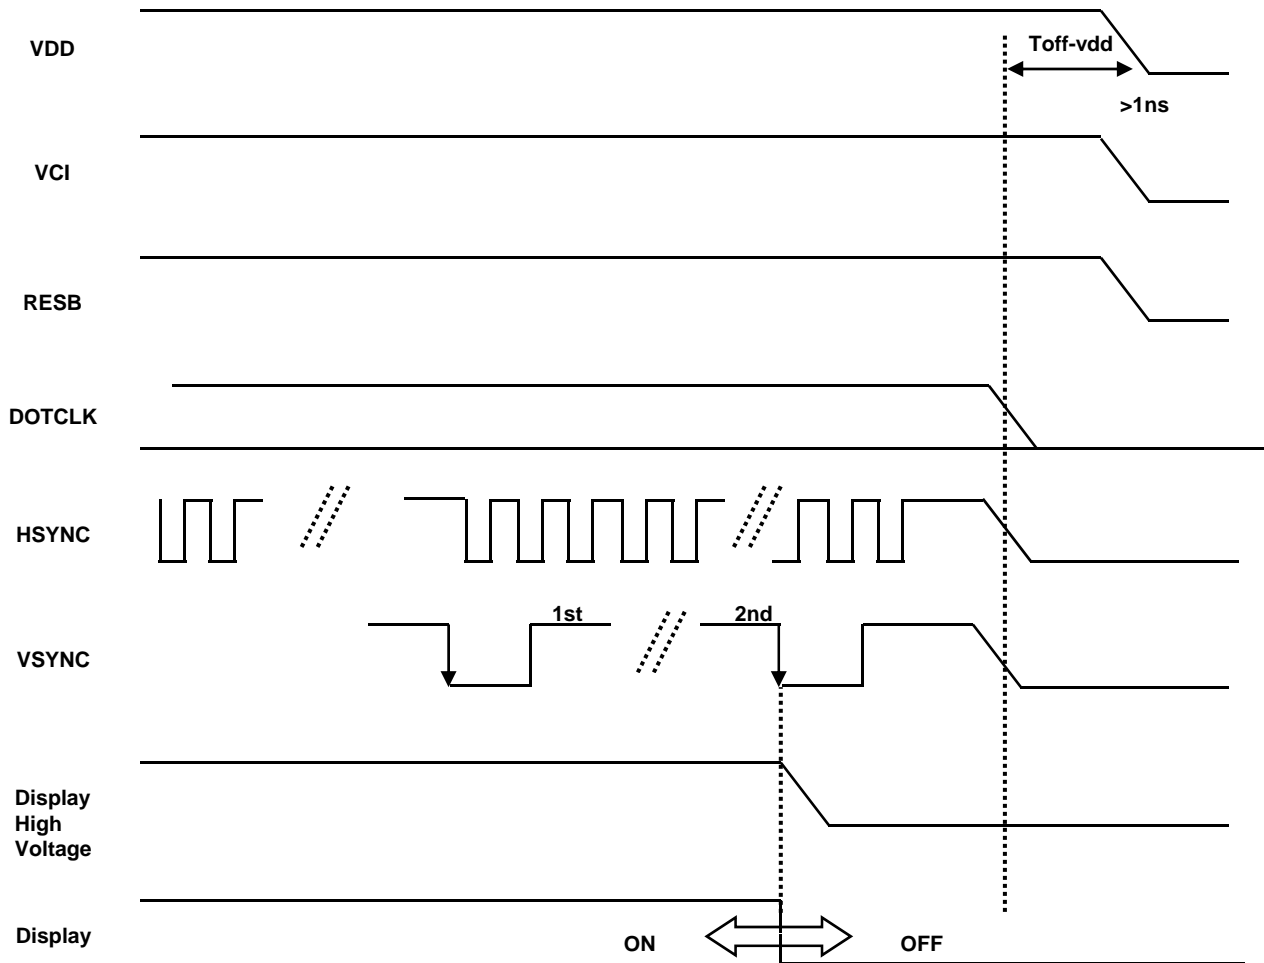 VDD
Toff-vdd
>1ns
VCI
RESB
DOTCLK
HSYNC
VSYNC
1st
2nd
Display
High
Voltage
Display
ON
OFF